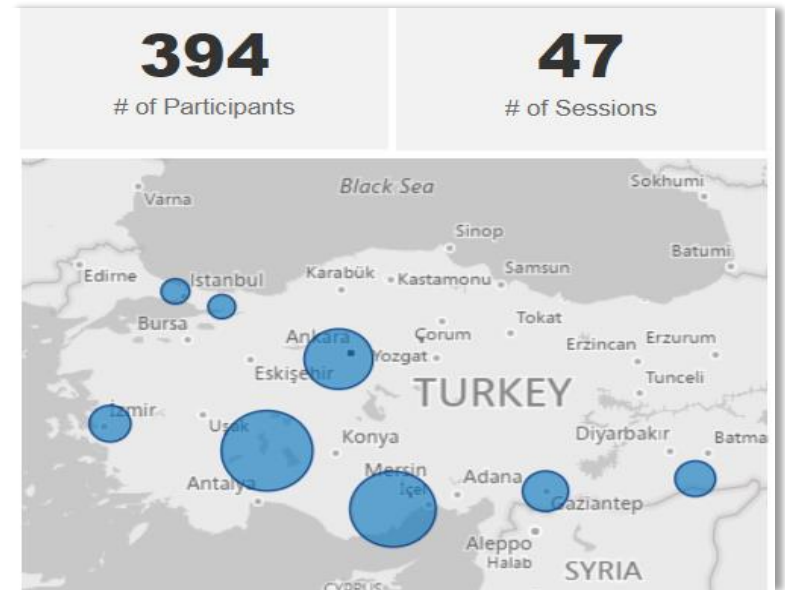 394
# of Participants
47
# of Sessions
Black Sea
Sokhumi
Varna
Sinop
Batumi
Edirne
Istanbul
Karabük
Kastamonu
Samsun
Bursa
Tokat
Ankara
Çorum
Erzincan
Erzurum
Yozgat
Eskişehir
TURKEY
Tunceli
İzmir
Uşak
Konya
Diyarbakır
Batma
Antalya
Mersin
İçel
Adana
Gaziantep
Aleppo
Halab
SYRIA
CYPRUS